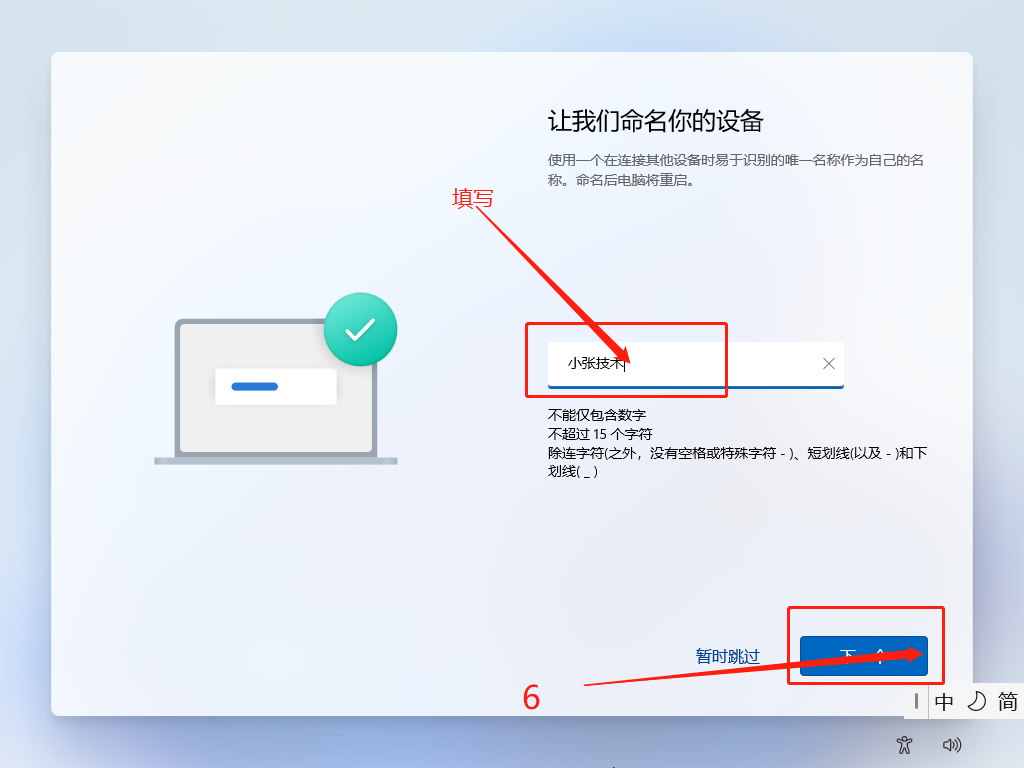 让我们命名你的设备
使用一个在连接其他设备时易于识别的唯一名称作为自己的名
称。命名后电脑将重启。
填写
小张技术
不能仅包含数字
不超过 15 个字符
除连字符(之外，没有空格或特殊字符 - )、短划线(以及 - )和下
划线( _ )
暂时跳过
下一个
6
中
简